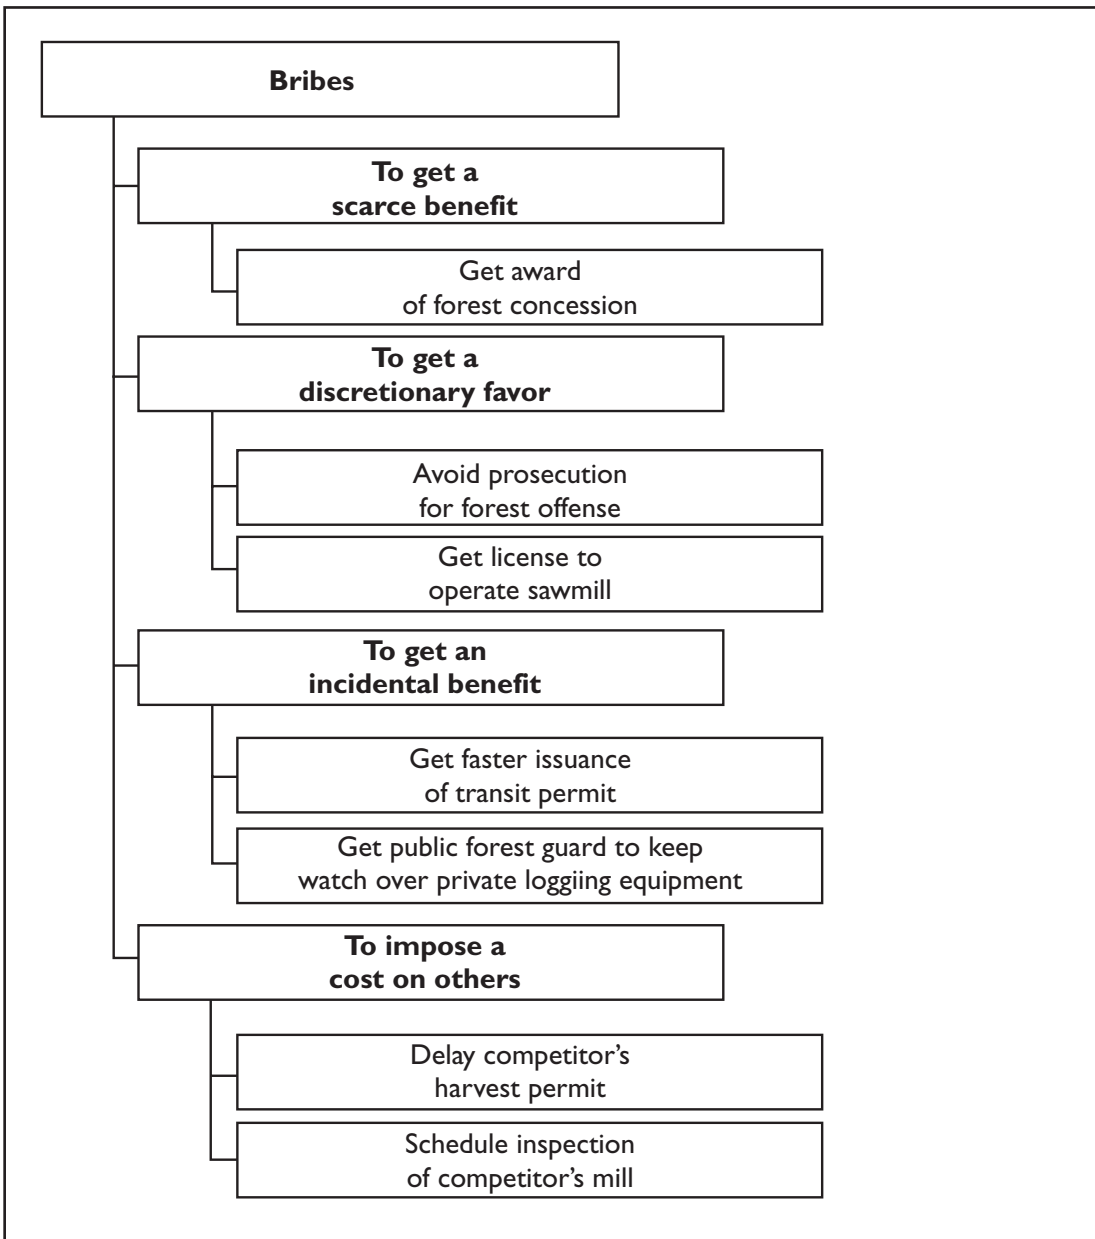 Bribes
To get a
scarce benefit
Get award
of forest concession
To get a
discretionary favor
Avoid prosecution
for forest offense
Get license to
operate sawmill
To get an
incidental benefit
Get faster issuance
of transit permit
Get public forest guard to keep
watch over private loggiing equipment
To impose a
cost on others
Delay competitor’s
harvest permit
Schedule inspection
of competitor’s mill